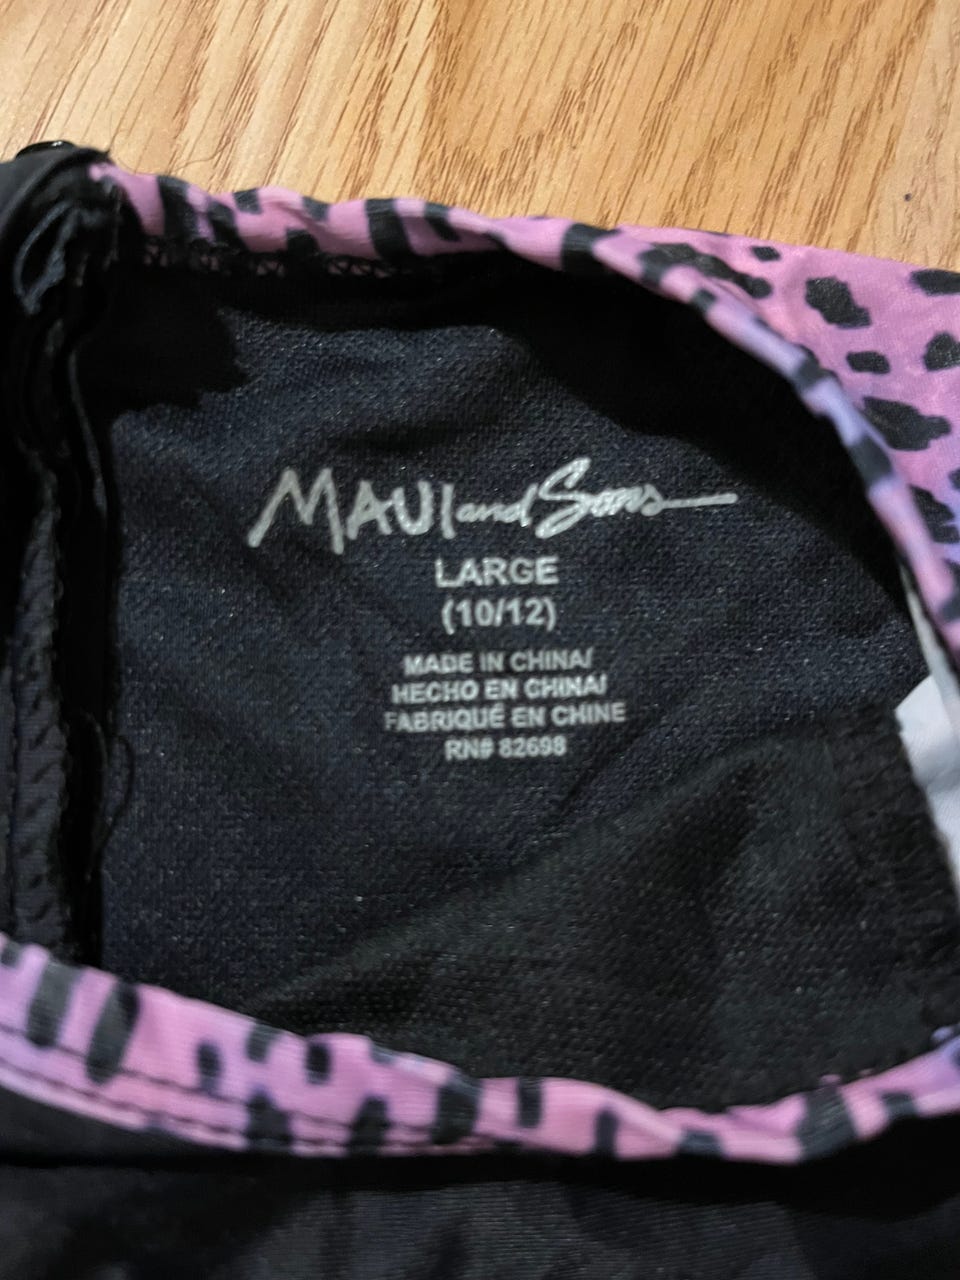 MAUI and Sons
LARGE
(10/12)
MADE IN CHINA/
HECHO EN CHINA/
FABRIQUÉ EN CHINE
RN# 82698